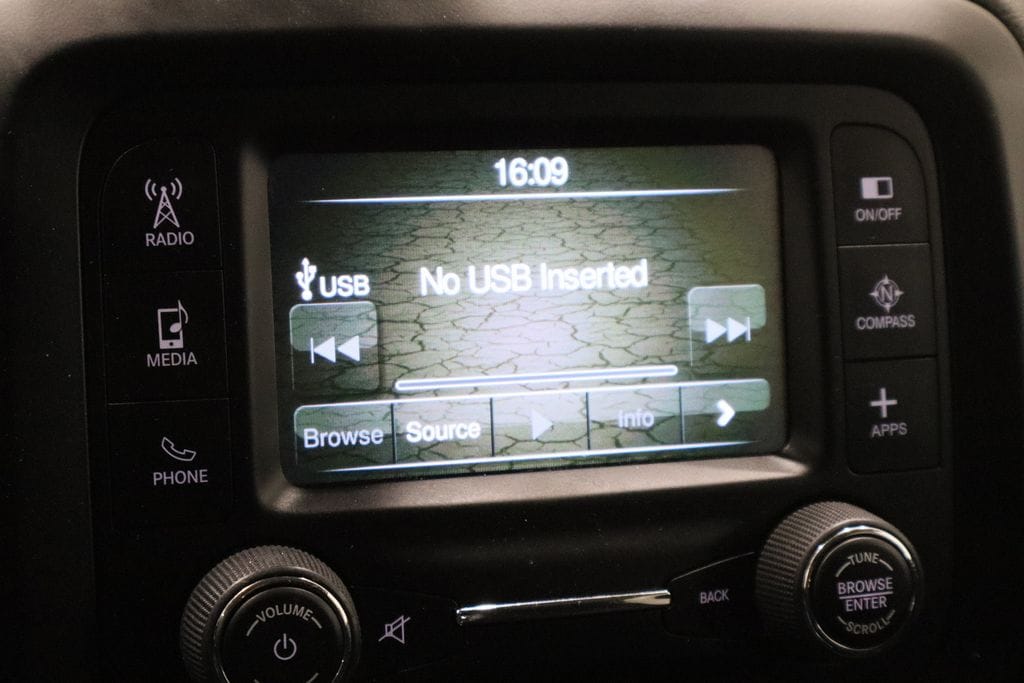 16:09
USB
No USB Inserted
Browse
Source
Info
RADIO
MEDIA
PHONE
ON/OFF
N
COMPASS
APPS
VOLUME
BACK
TUNE
BROWSE
ENTER
SCROLL